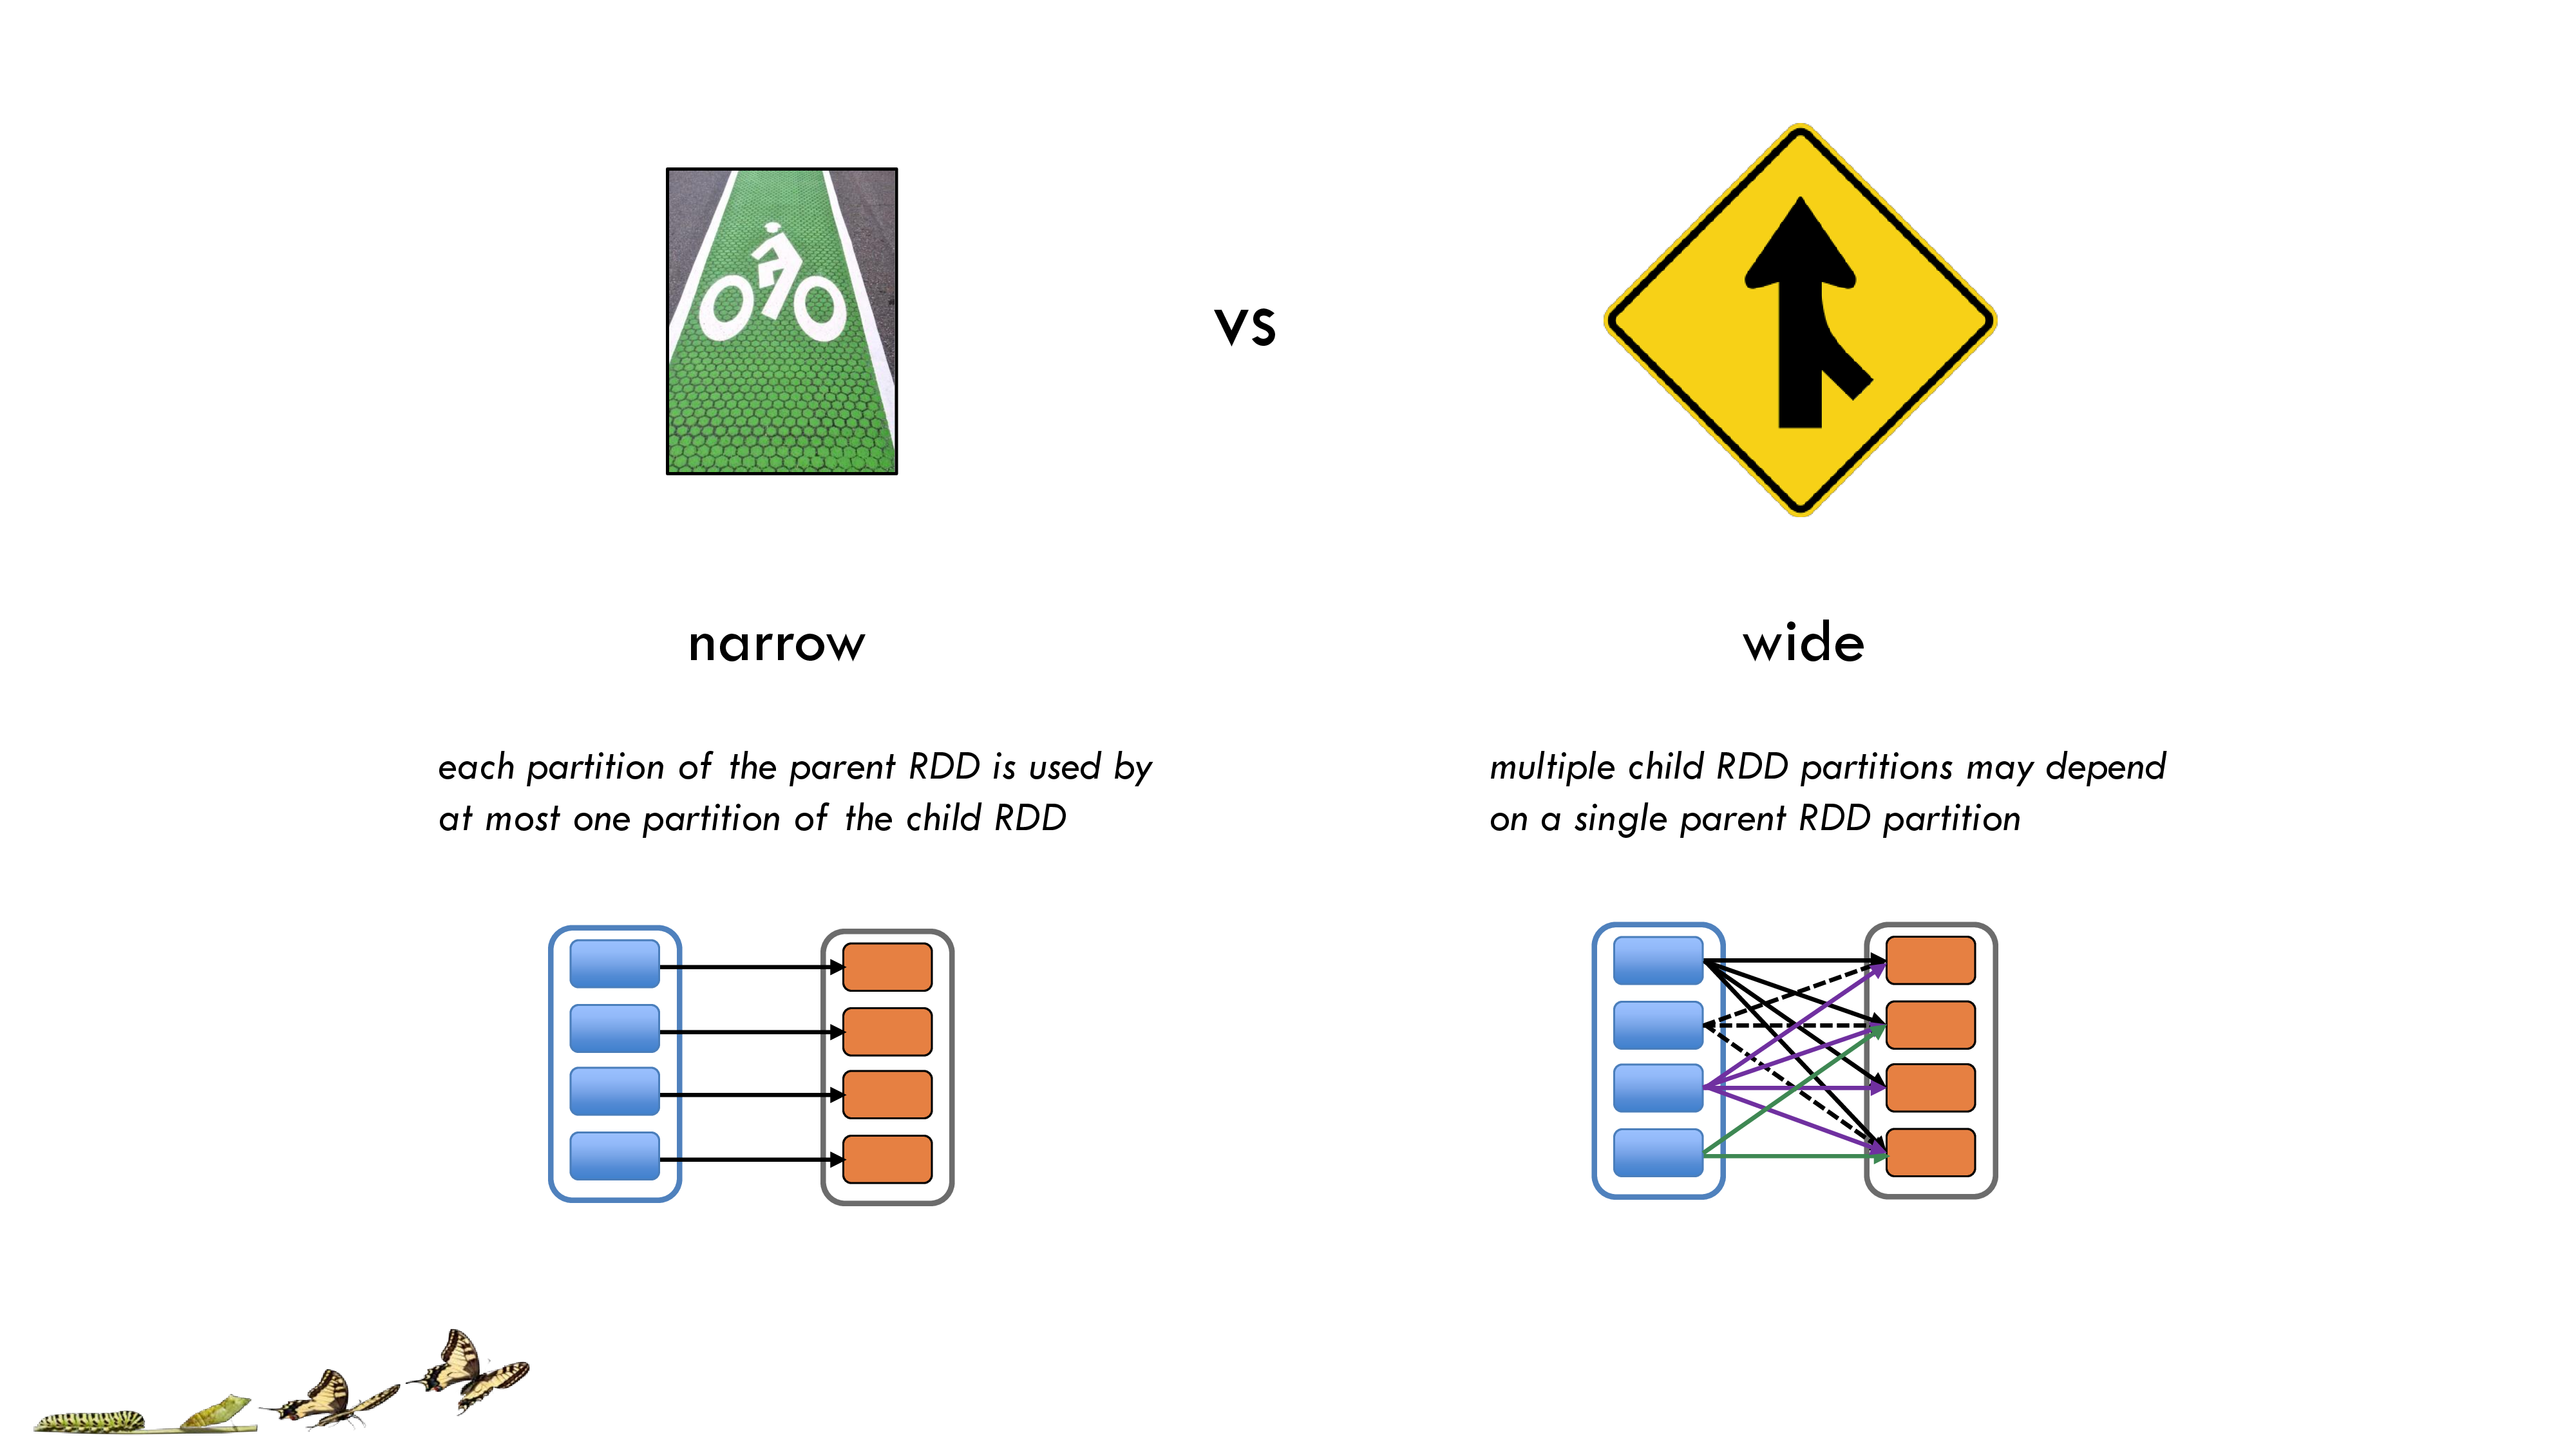 vs
narrow
wide
each partition of the parent RDD is used by
at most one partition of the child RDD
multiple child RDD partitions may depend
on a single parent RDD partition